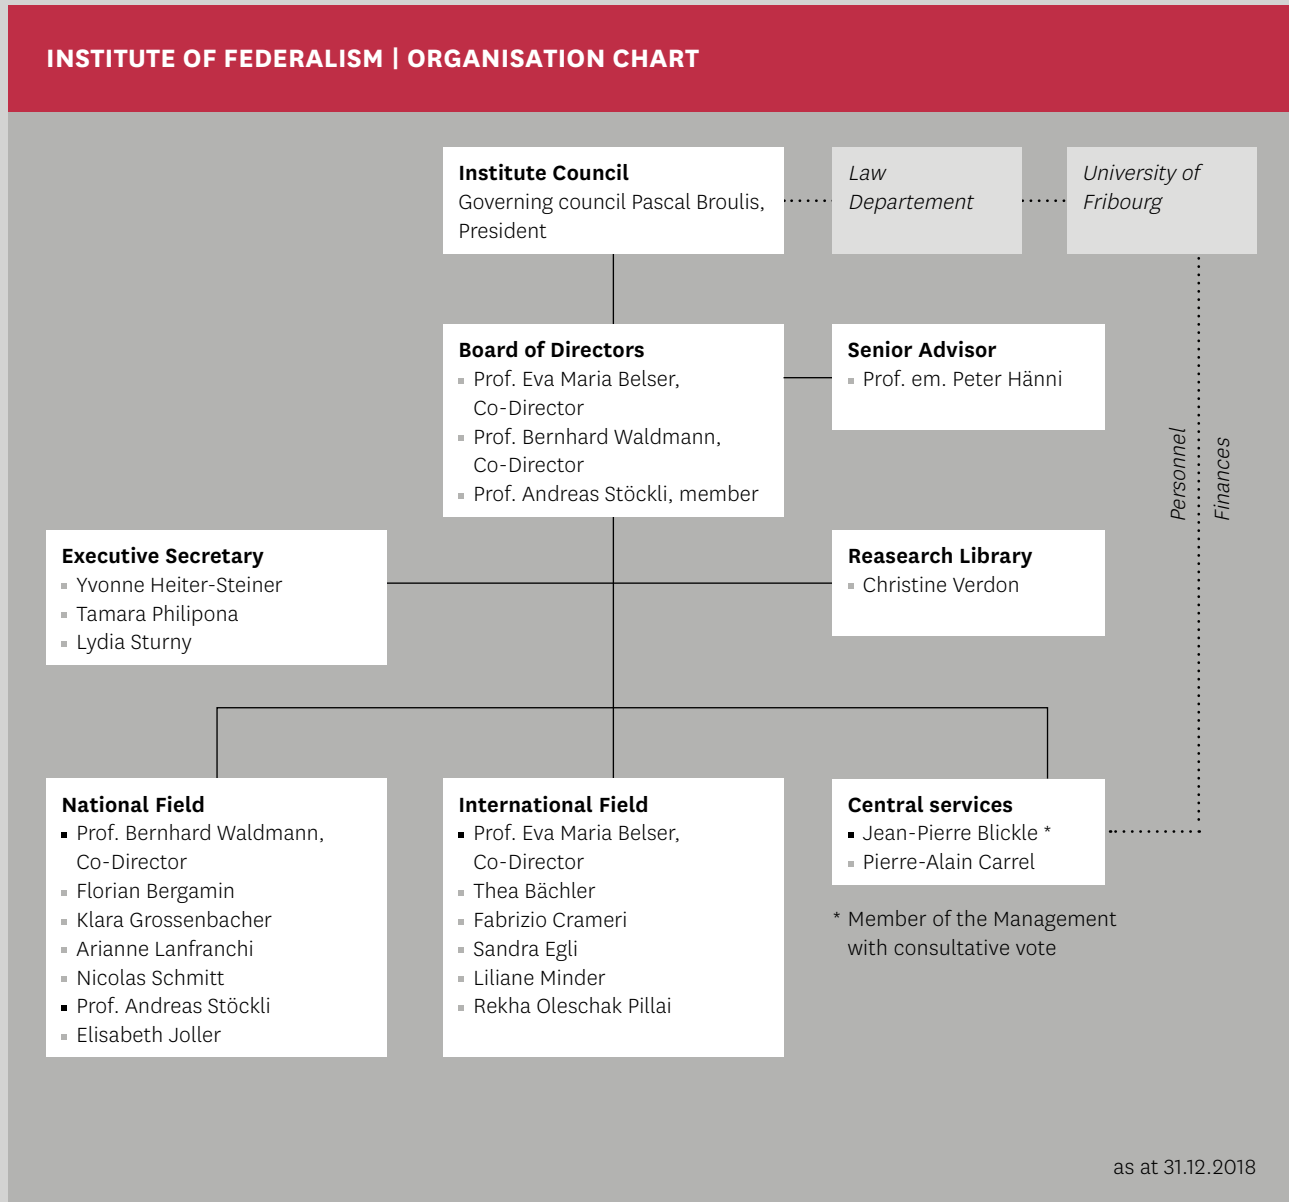 INSTITUTE OF FEDERALISM | ORGANISATION CHART
Institute Council
Governing council Pascal Broulis,
President
Law
Departement
University of
Fribourg
Board of Directors
Prof. Eva Maria Belser,
Co-Director
Prof. Bernhard Waldmann,
Co-Director
Prof. Andreas Stöckli, member
Senior Advisor
Prof. em. Peter Hänni
Personnel
Finances
Executive Secretary
Yvonne Heiter-Steiner
Tamara Philipona
Lydia Sturny
Reasearch Library
Christine Verdon
National Field
Prof. Bernhard Waldmann,
Co-Director
Florian Bergamin
Klara Grossenbacher
Arianne Lanfranchi
Nicolas Schmitt
Prof. Andreas Stöckli
Elisabeth Joller
International Field
Prof. Eva Maria Belser,
Co-Director
Thea Bächler
Fabrizio Crameri
Sandra Egli
Liliane Minder
Rekha Oleschak Pillai
Central services
Jean-Pierre Blickle *
Pierre-Alain Carrel
* Member of the Management
with consultative vote
as at 31.12.2018